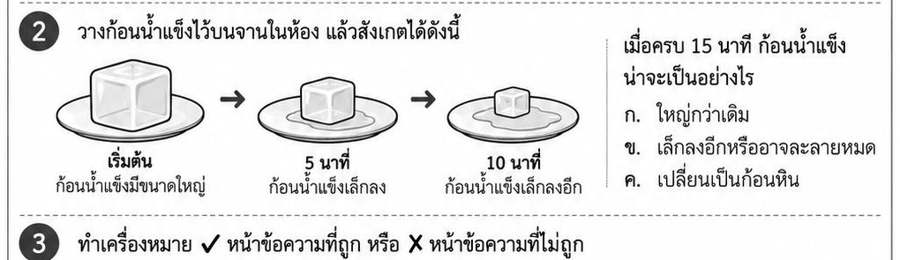 2 วางก้อนน้ำแข็งไว้บนจานในห้อง แล้วสังเกตได้ดังนี้
เริ่มต้น
ก้อนน้ำแข็งมีขนาดใหญ่
5 นาที
ก้อนน้ำแข็งเล็กลง
10 นาที
ก้อนน้ำแข็งเล็กลงอีก
เมื่อครบ 15 นาที ก้อนน้ำแข็ง
น่าจะเป็นอย่างไร
ก. ใหญ่กว่าเดิม
ข. เล็กลงอีกหรืออาจละลายหมด
ค. เปลี่ยนเป็นก้อนหิน
3 ทำเครื่องหมาย ✓ หน้าข้อความที่ถูก หรือ ✗ หน้าข้อความที่ไม่ถูก